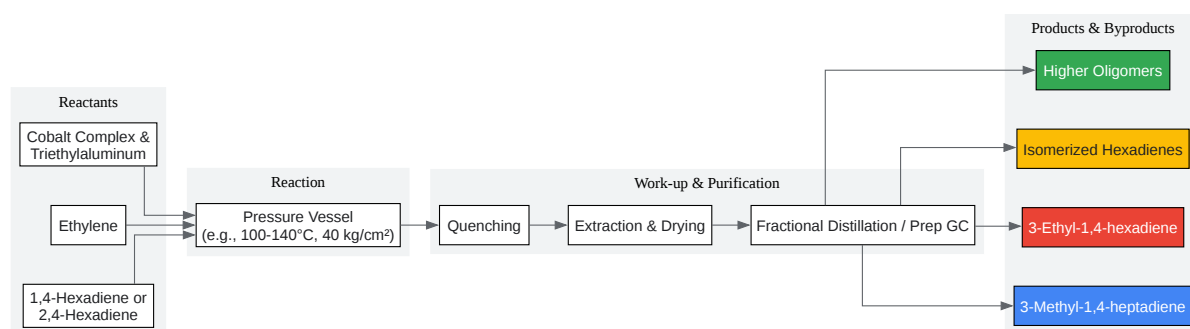 Reactants
Cobalt Complex &
Triethylaluminum
Ethylene
1,4-Hexadiene or
2,4-Hexadiene
Reaction
Pressure Vessel
(e.g., 100-140°C, 40 kg/cm²)
Work-up & Purification
Quenching
Extraction & Drying
Fractional Distillation / Prep GC
Products & Byproducts
Higher Oligomers
Isomerized Hexadienes
3-Ethyl-1,4-hexadiene
3-Methyl-1,4-heptadiene